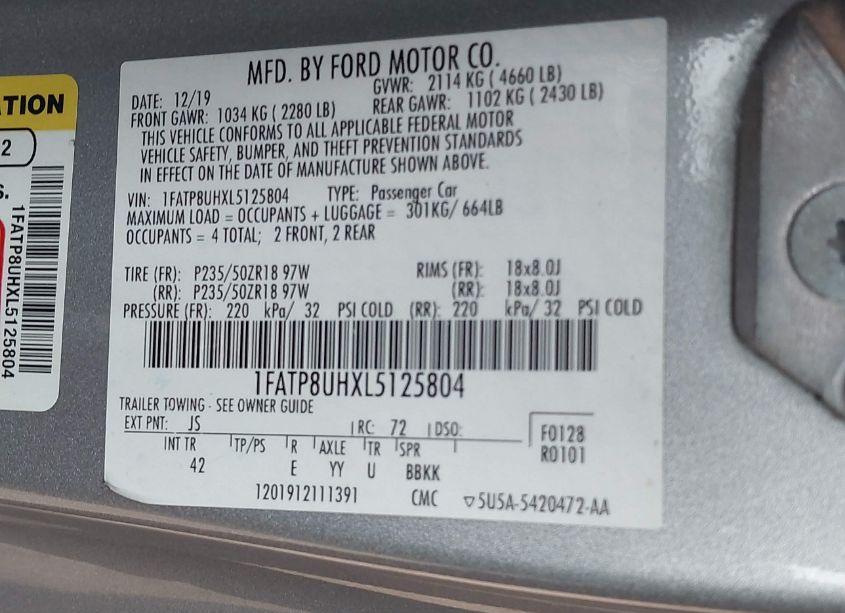 ATION
2
S.
1FATP8UHXL5125804
MFD. BY FORD MOTOR CO.
DATE: 12/19 GVWR: 2114 KG ( 4660 LB)
FRONT GAWR: 1034 KG ( 2280 LB) REAR GAWR: 1102 KG ( 2430 LB)
THIS VEHICLE CONFORMS TO ALL APPLICABLE FEDERAL MOTOR
VEHICLE SAFETY, BUMPER, AND THEFT PREVENTION STANDARDS
IN EFFECT ON THE DATE OF MANUFACTURE SHOWN ABOVE.
VIN: 1FATP8UHXL5125804 TYPE: Passenger Car
MAXIMUM LOAD = OCCUPANTS + LUGGAGE = 301KG/ 664LB
OCCUPANTS = 4 TOTAL; 2 FRONT, 2 REAR
TIRE (FR): P235/50ZR18 97W RIMS (FR): 18x8.0J
(RR): P235/50ZR18 97W (RR): 18x8.0J
PRESSURE (FR): 220 kPa/ 32 PSI COLD (RR): 220 kPa/ 32 PSI COLD
1FATP8UHXL5125804
TRAILER TOWING - SEE OWNER GUIDE
EXT PNT: JS RC: 72 DSO: F0128
INT TR TP/PS R AXLE TR SPR R0101
42 E YY U BBKK
1201912111391 CMC ▽5U5A-5420472-AA